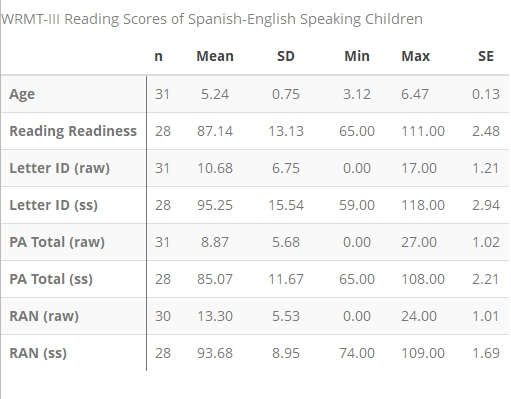 WRMT-III Reading Scores of Spanish-English Speaking Children
n Mean SD Min Max SE
Age 31 5.24 0.75 3.12 6.47 0.13
Reading Readiness 28 87.14 13.13 65.00 111.00 2.48
Letter ID (raw) 31 10.68 6.75 0.00 17.00 1.21
Letter ID (ss) 28 95.25 15.54 59.00 118.00 2.94
PA Total (raw) 31 8.87 5.68 0.00 27.00 1.02
PA Total (ss) 28 85.07 11.67 65.00 108.00 2.21
RAN (raw) 30 13.30 5.53 0.00 24.00 1.01
RAN (ss) 28 93.68 8.95 74.00 109.00 1.69